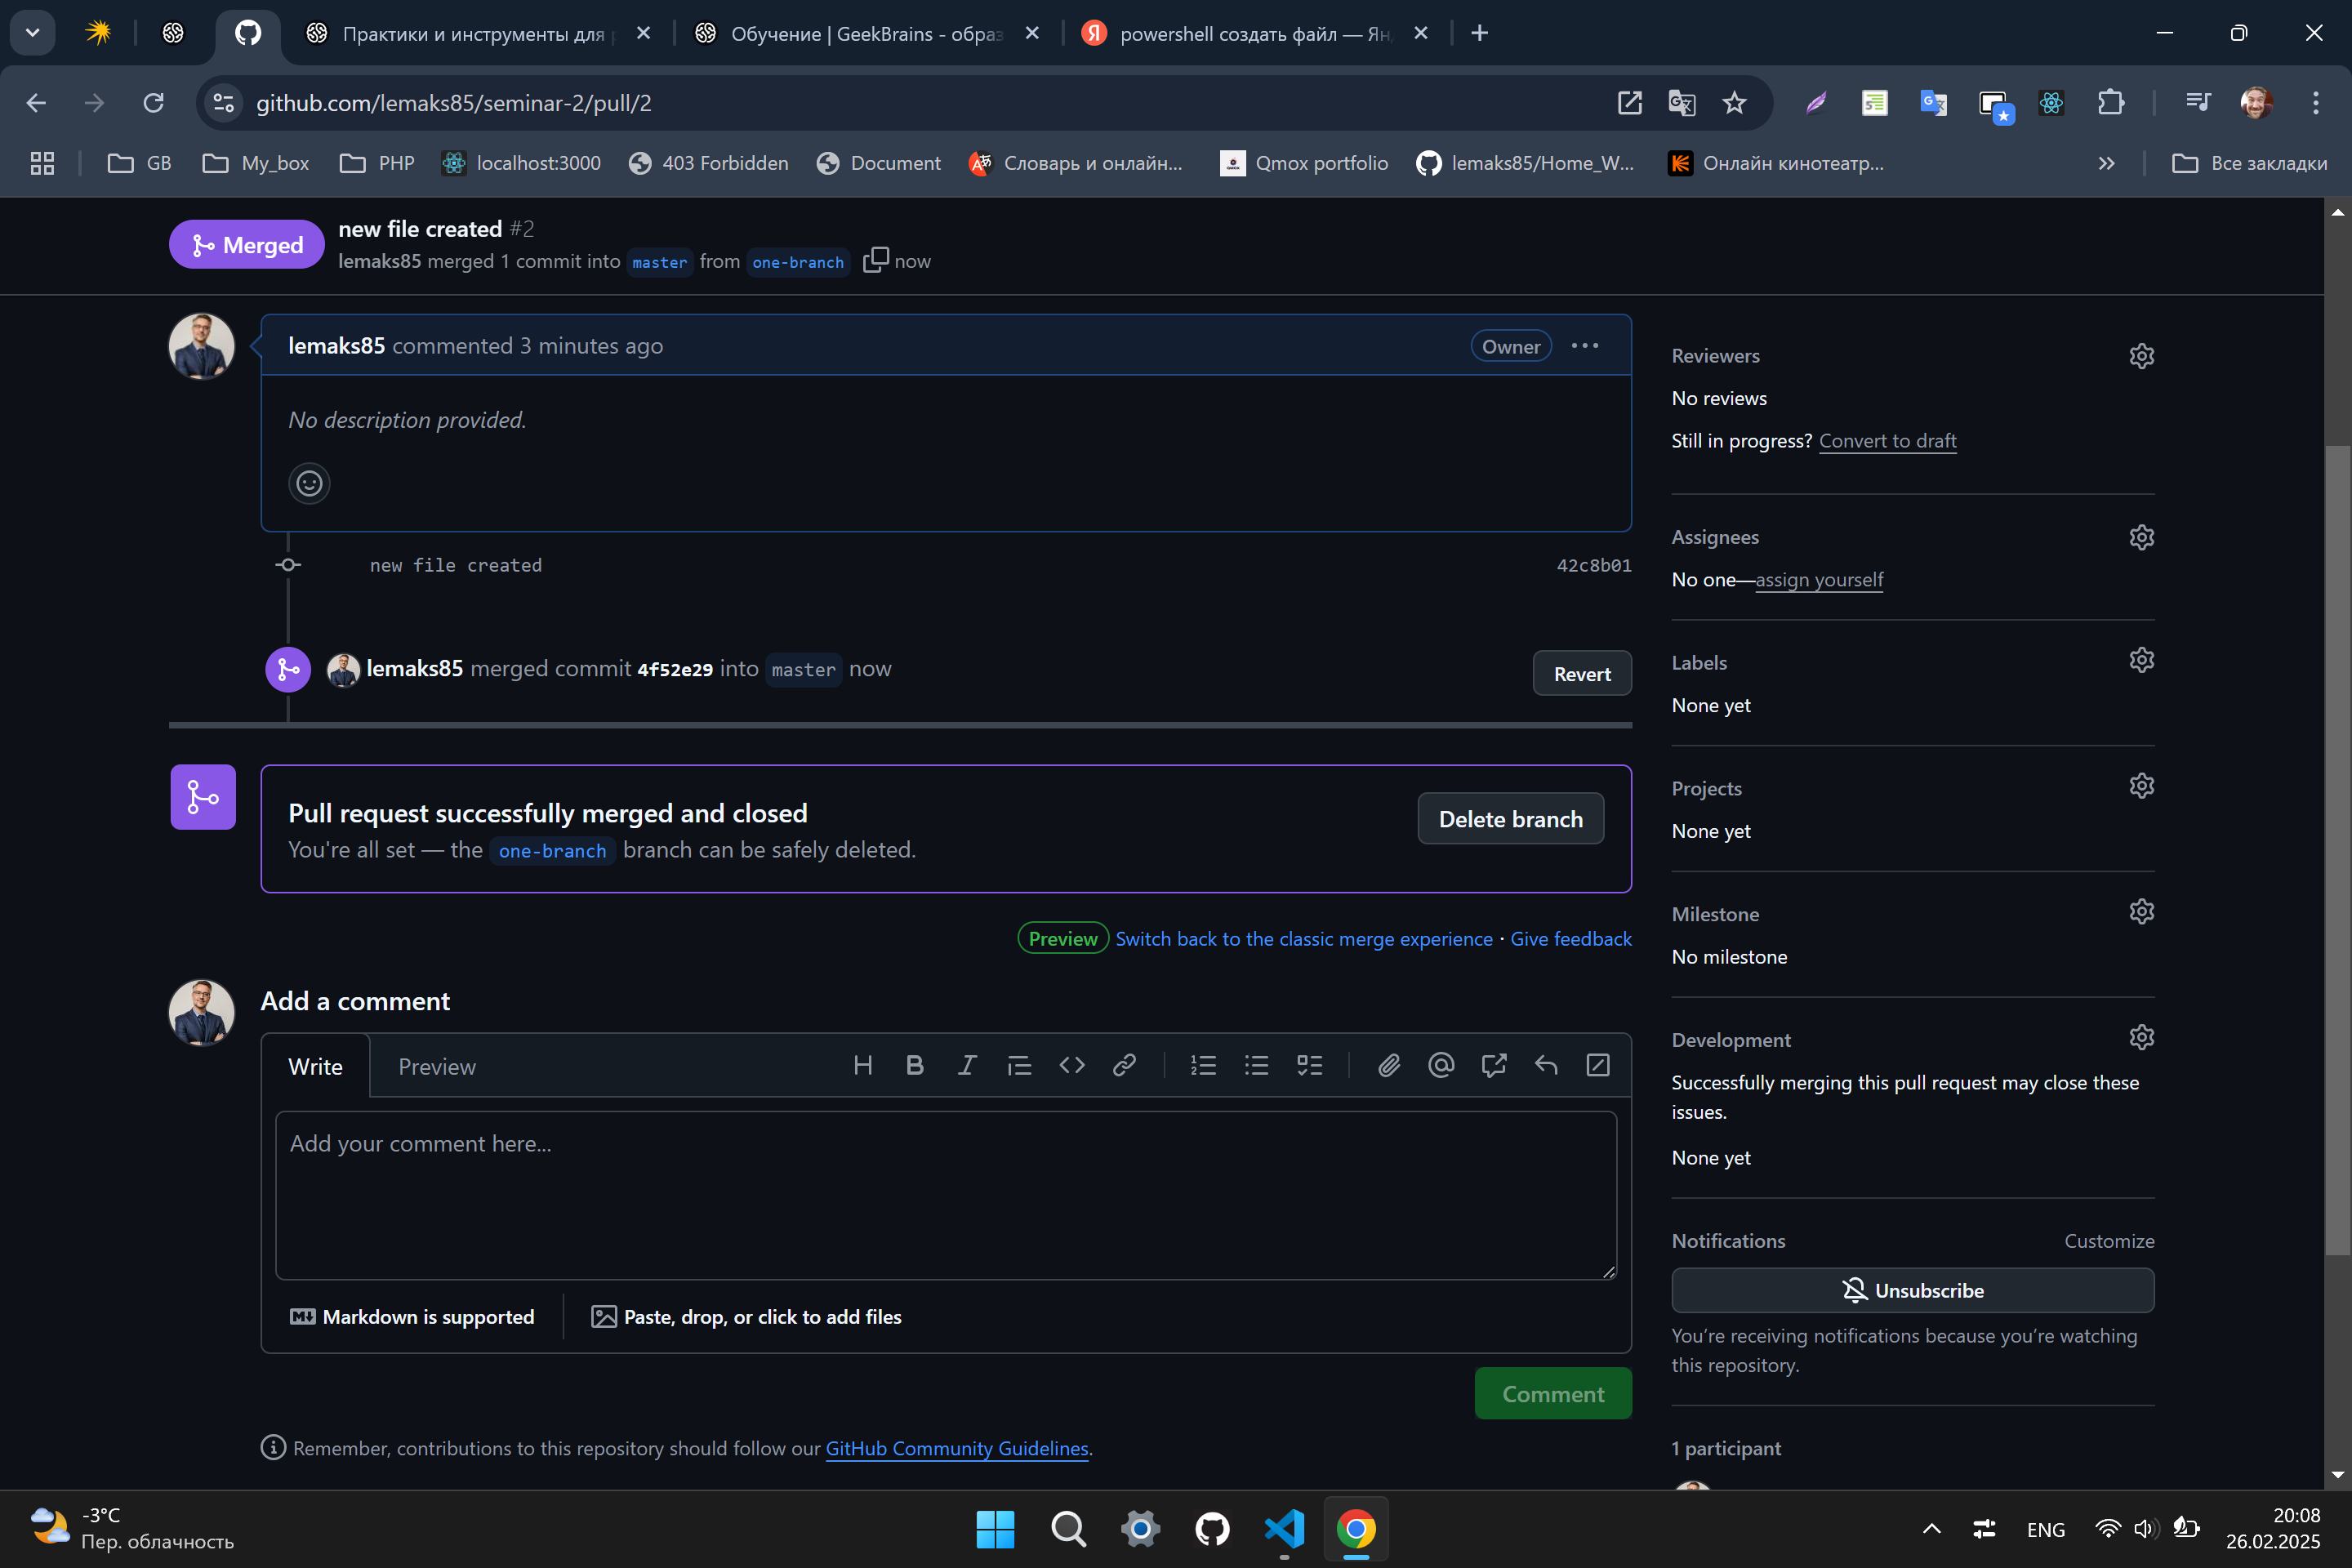 Практики и инструменты для
Обучение | GeekBrains - образ
powershell создать файл — Ян
github.com/lemaks85/seminar-2/pull/2
GB
My_box
PHP
localhost:3000
403 Forbidden
Document
Словарь и онлайн...
Qmox portfolio
lemaks85/Home_W...
Онлайн кинотеатр...
Все закладки
Merged
new file created #2
lemaks85 merged 1 commit into master from one-branch now
lemaks85 commented 3 minutes ago
Owner
No description provided.
new file created
42c8b01
lemaks85 merged commit 4f52e29 into master now
Revert
Pull request successfully merged and closed
You're all set — the one-branch branch can be safely deleted.
Delete branch
Preview Switch back to the classic merge experience · Give feedback
Add a comment
Write
Preview
Add your comment here...
Markdown is supported
Paste, drop, or click to add files
Comment
Remember, contributions to this repository should follow our GitHub Community Guidelines.
Reviewers
No reviews
Still in progress? Convert to draft
Assignees
No one—assign yourself
Labels
None yet
Projects
None yet
Milestone
No milestone
Development
Successfully merging this pull request may close these
issues.
None yet
Notifications
Customize
Unsubscribe
You're receiving notifications because you're watching
this repository.
1 participant
-3°C
Пер. облачность
ENG
20:08
26.02.2025